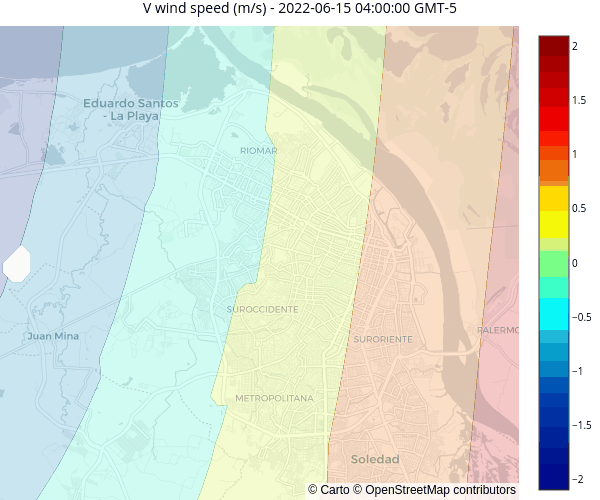 V wind speed (m/s) - 2022-06-15 04:00:00 GMT-5
2
Eduardo Santos
- La Playa
1.5
RIOMAR
1
0.5
0
SUROCCIDENTE
−0.5
Juan Mina
SURORIENTE
PALERMO
−1
METROPOLITANA
−1.5
Soledad
−2
© Carto © OpenStreetMap contributors